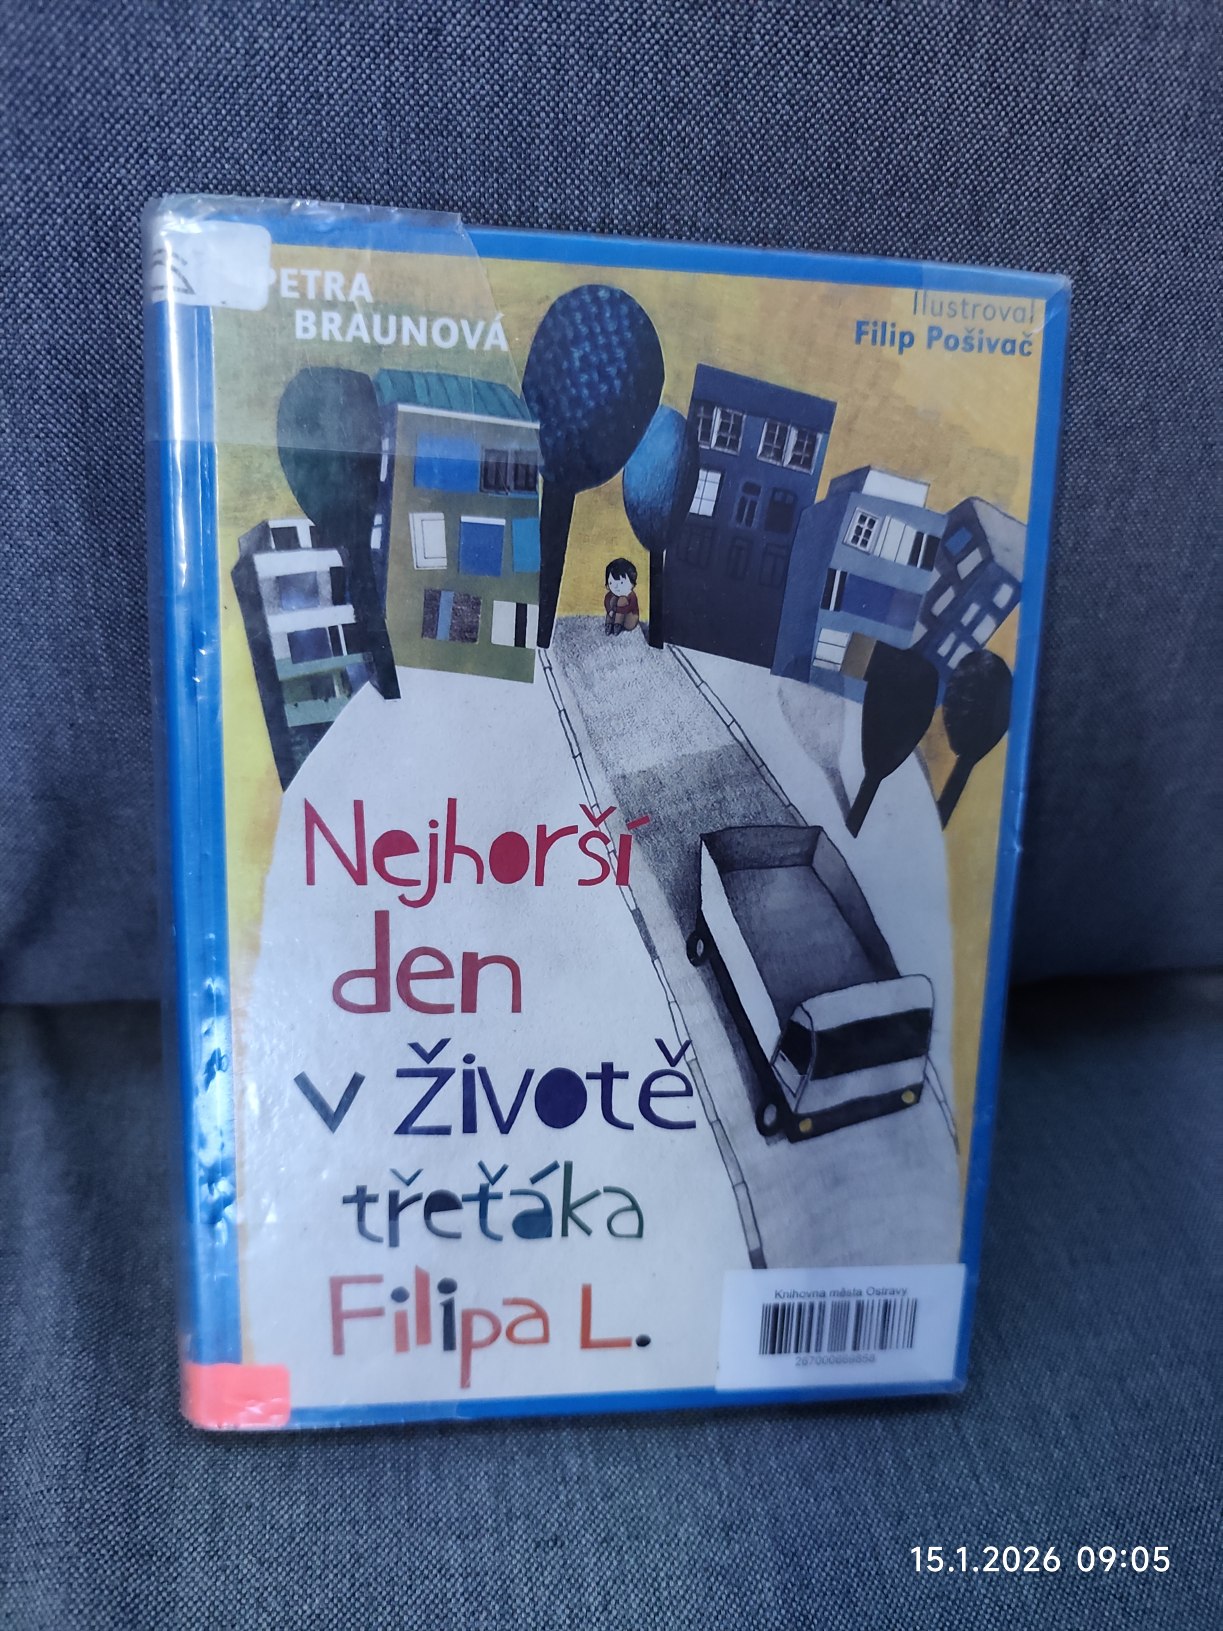 PETRA
BRAUNOVÁ
Ilustroval
Filip Pošivač
Nejhorší
den
v životě
třeťáka
Filipa L.
Knihovna města Ostravy
15.1.2026 09:05